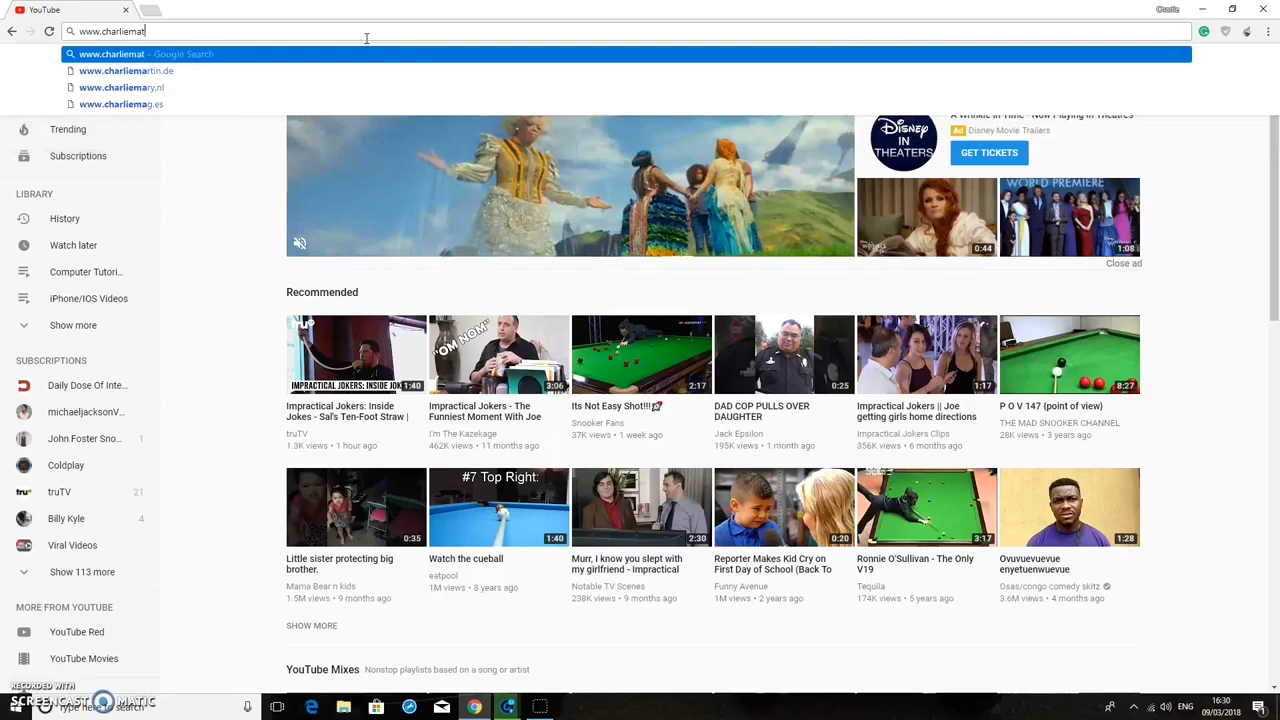 YouTube
Charlie
www.charliemat
www.charliemat - Google Search
www.charliemartin.de
www.charliemary.nl
www.charliemag.es
Trending
Subscriptions
LIBRARY
History
Watch later
Computer Tutori...
iPhone/IOS Videos
Show more
SUBSCRIPTIONS
Daily Dose Of Inte...
michaeljacksonV...
John Foster Sno... 1
Coldplay
truTV 21
Billy Kyle 4
Viral Videos
Show 113 more
MORE FROM YOUTUBE
YouTube Red
YouTube Movies
A Wrinkle in Time - Now Playing in Theatres
Ad Disney Movie Trailers
Disney
IN
THEATERS
GET TICKETS
0:44
WORLD PREMIERE
1:08
Close ad
Recommended
IMPRACTICAL JOKERS: INSIDE JOK
1:40
"OM NOM"
3:06
2:17
0:25
1:17
8:27
Impractical Jokers: Inside
Jokes - Sal's Ten-Foot Straw |
truTV
1.3K views • 1 hour ago
Impractical Jokers - The
Funniest Moment With Joe
I'm The Kazekage
462K views • 11 months ago
Its Not Easy Shot!!!🚀
Snooker Fans
37K views • 1 week ago
DAD COP PULLS OVER
DAUGHTER
Jack Epsilon
195K views • 1 month ago
Impractical Jokers || Joe
getting girls home directions
Impractical Jokers Clips
356K views • 6 months ago
P O V 147 {point of view}
THE MAD SNOOKER CHANNEL
28K views • 3 years ago
0:35
#7 Top Right:
1:40
2:30
0:20
3:17
1:28
Little sister protecting big
brother.
Mama Bear n kids
1.5M views • 9 months ago
Watch the cueball
eatpool
1M views • 8 years ago
Murr, I know you slept with
my girlfriend - Impractical
Notable TV Scenes
238K views • 9 months ago
Reporter Makes Kid Cry on
First Day of School (Back To
Funny Avenue
1M views • 2 years ago
Ronnie O'Sullivan - The Only
V19
Tequila
174K views • 5 years ago
Ovuvuevuevue
enyetuenwuevue
Osas/congo comedy skitz
3.6M views • 4 months ago
SHOW MORE
YouTube Mixes Nonstop playlists based on a song or artist
RECORDED WITH
SCREENCAST MATIC
Type here to search
ENG
16:30
09/03/2018